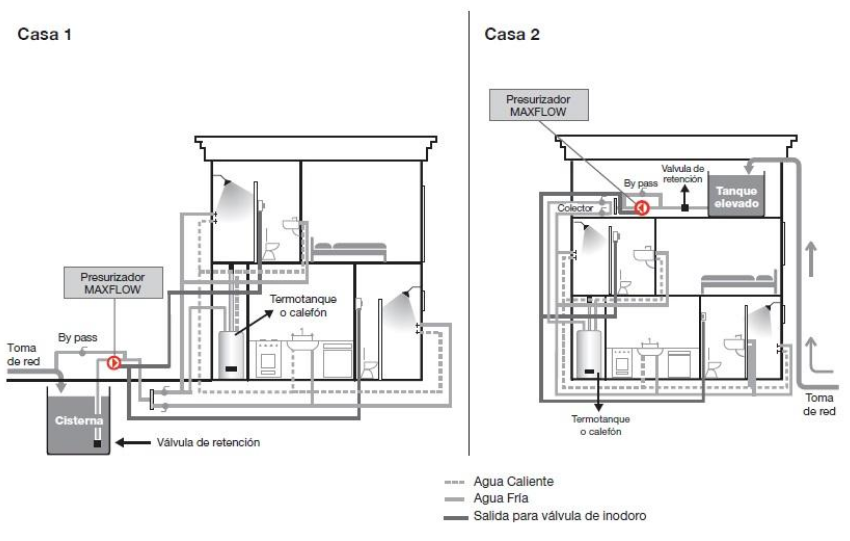 Casa 1
Presurizador
MAXFLOW
Termotanque
o calefón
Toma
de red
By pass
Cisterna
Válvula de retención
Casa 2
Presurizador
MAXFLOW
Valvula de
retención
By pass
Tanque
elevado
Colector
Toma
de red
Termotanque
o calefón
Agua Caliente
Agua Fría
Salida para válvula de inodoro